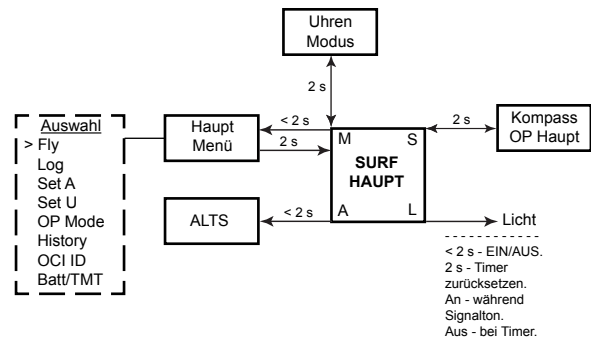 Uhren
Modus
2 s
Auswahl
> Fly
Log
Set A
Set U
OP Mode
History
OCI ID
Batt/TMT
Haupt
Menü
< 2 s
2 s
M S
SURF
HAUPT
A L
2 s
Kompass
OP Haupt
ALTS
< 2 s
Licht
< 2 s - EIN/AUS.
2 s - Timer
zurücksetzen.
An - während
Signalton.
Aus - bei Timer.